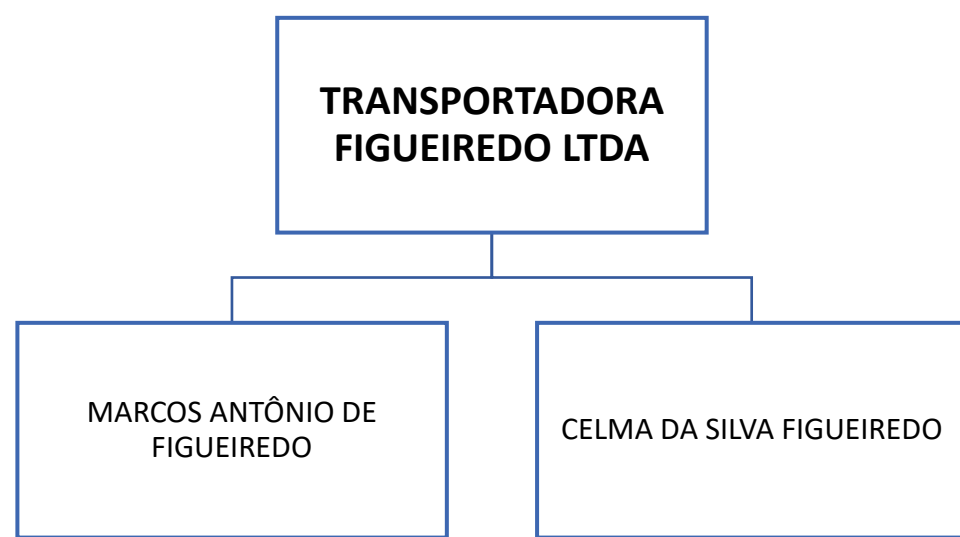 TRANSPORTADORA
FIGUEIREDO LTDA
MARCOS ANTÔNIO DE
FIGUEIREDO
CELMA DA SILVA FIGUEIREDO